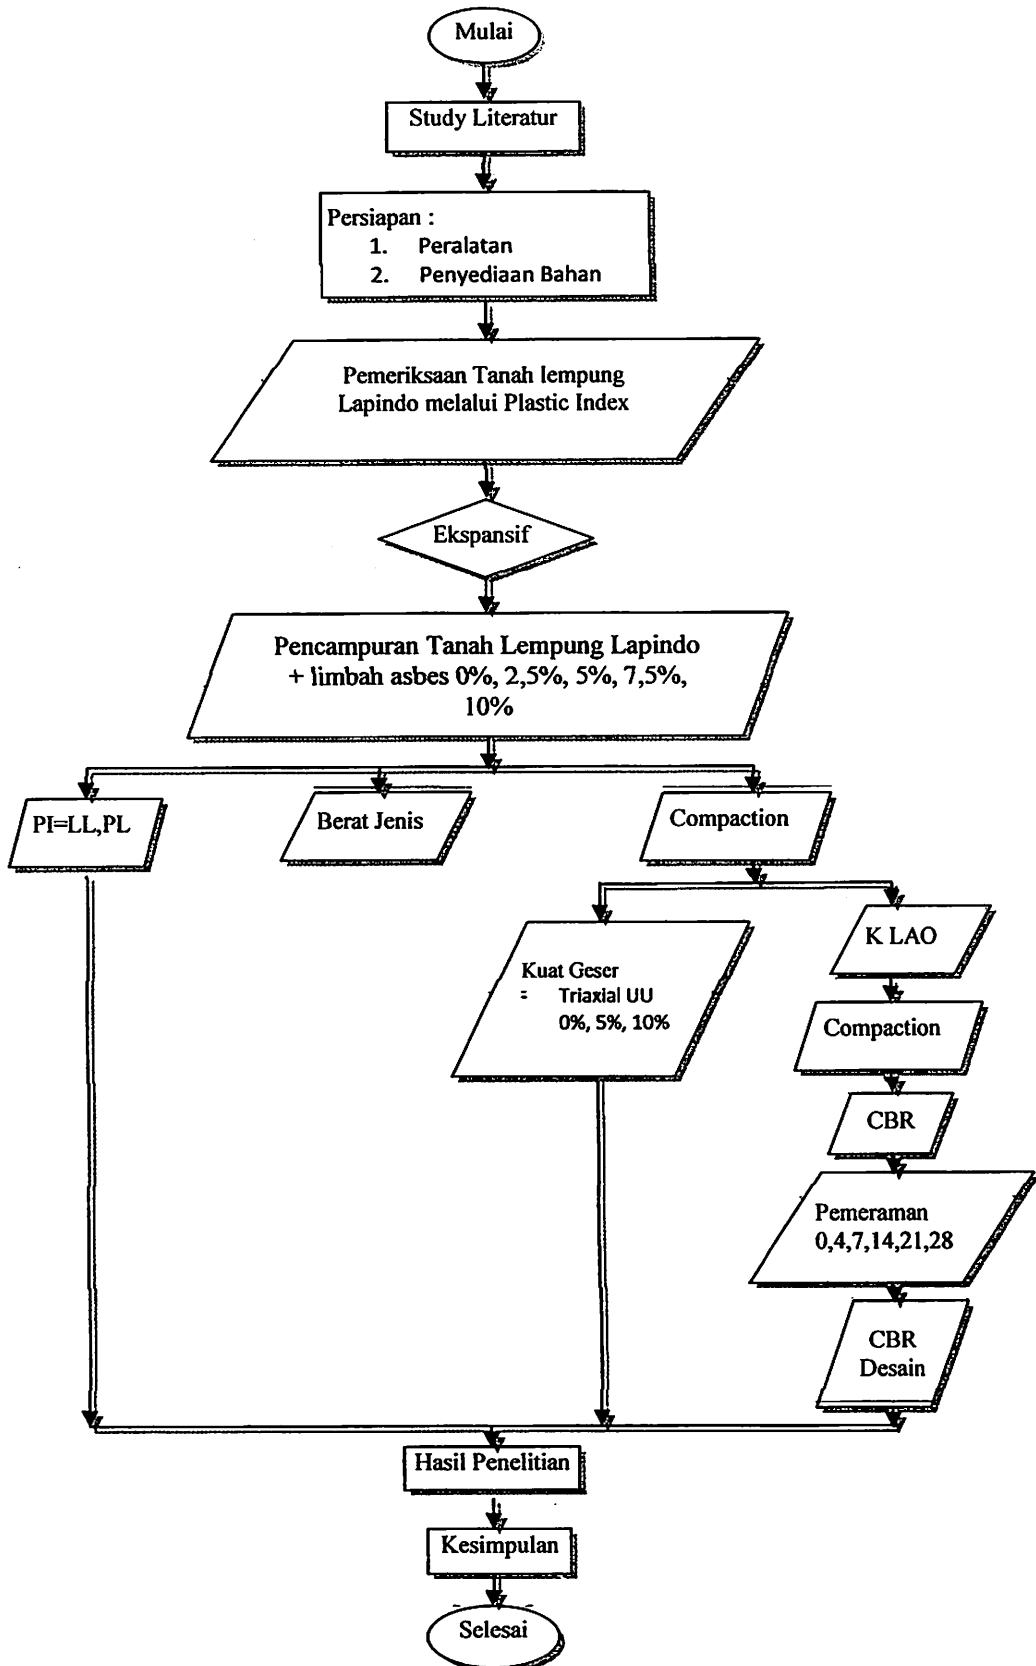 Mulai
Study Literatur
Persiapan :
1. Peralatan
2. Penyediaan Bahan
Pemeriksaan Tanah lempung
Lapindo melalui Plastic Index
Ekspansif
Pencampuran Tanah Lempung Lapindo
+ limbah asbes 0%, 2,5%, 5%, 7,5%,
10%
PI=LL,PL
Berat Jenis
Compaction
Kuat Geser
- Triaxial UU
0%, 5%, 10%
K LAO
Compaction
CBR
Pemeraman
0,4,7,14,21,28
CBR
Desain
Hasil Penelitian
Kesimpulan
Selesai